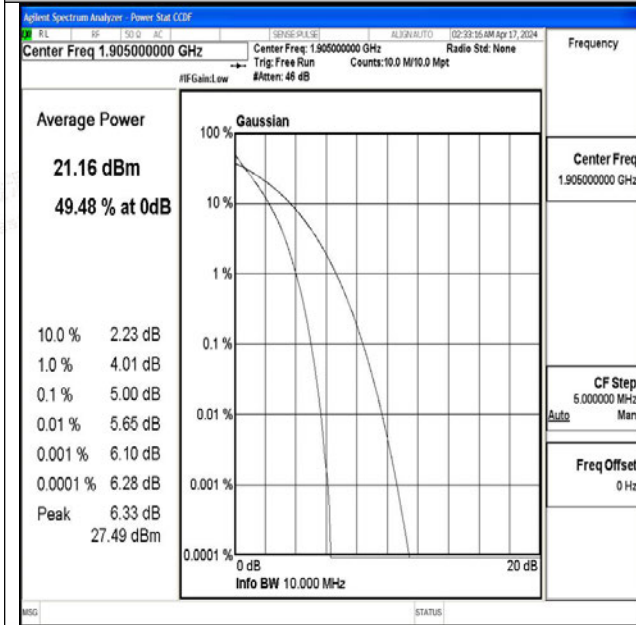 Agilent Spectrum Analyzer - Power Stat CCDF
RL RF 50 Ω AC SENSE:PULSE ALIGNAUTO 02:33:16 AM Apr 17, 2024
Center Freq 1.905000000 GHz
Center Freq: 1.905000000 GHz Radio Std: None
Trig: Free Run Counts:10.0 M/10.0 Mpt
#IFGain:Low #Atten: 46 dB
Frequency
Average Power
21.16 dBm
49.48 % at 0dB
10.0 % 2.23 dB
1.0 % 4.01 dB
0.1 % 5.00 dB
0.01 % 5.65 dB
0.001 % 6.10 dB
0.0001 % 6.28 dB
Peak 6.33 dB
27.49 dBm
Gaussian
100 %
10 %
1 %
0.1 %
0.01 %
0.001 %
0.0001 %
0 dB 20 dB
Info BW 10.000 MHz
Center Freq
1.905000000 GHz
CF Step
5.000000 MHz
Auto Man
Freq Offset
0 Hz
MSG STATUS